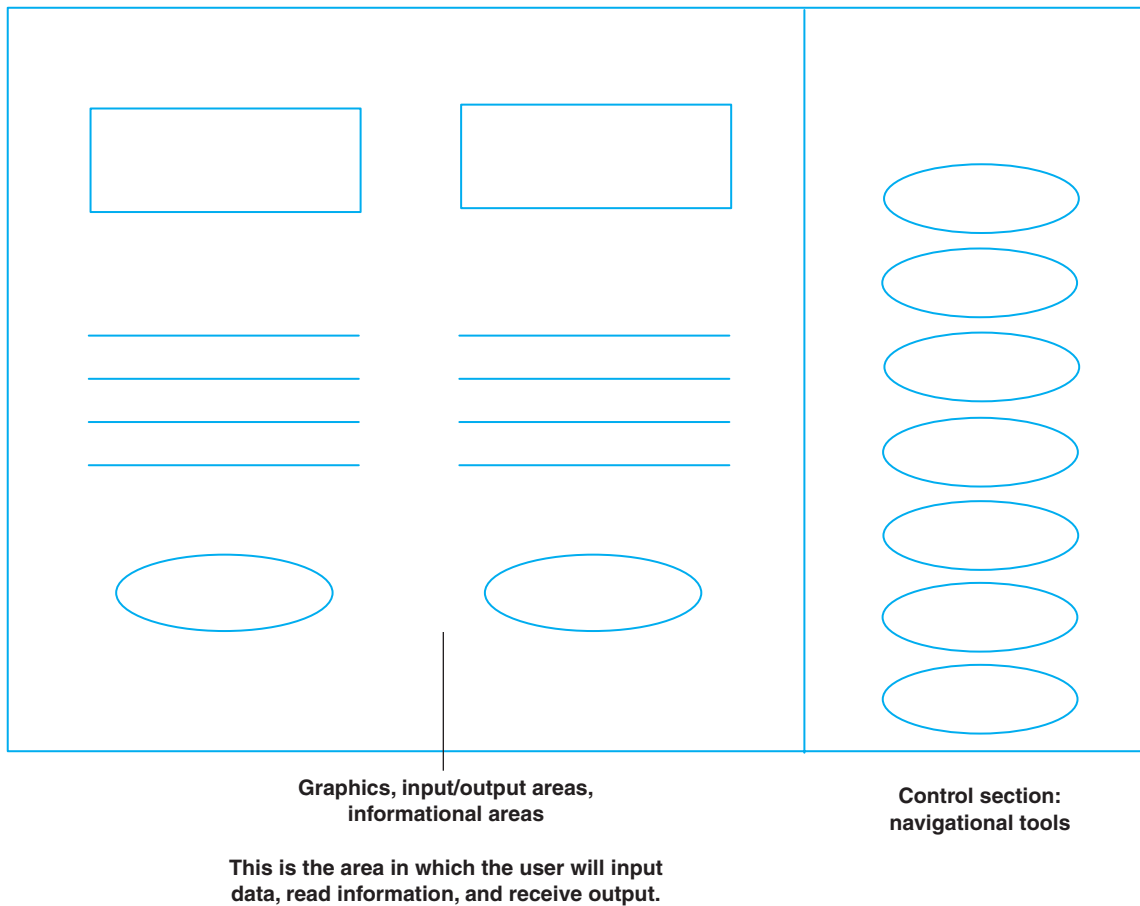 Graphics, input/output areas,
informational areas
This is the area in which the user will input
data, read information, and receive output.
Control section:
navigational tools